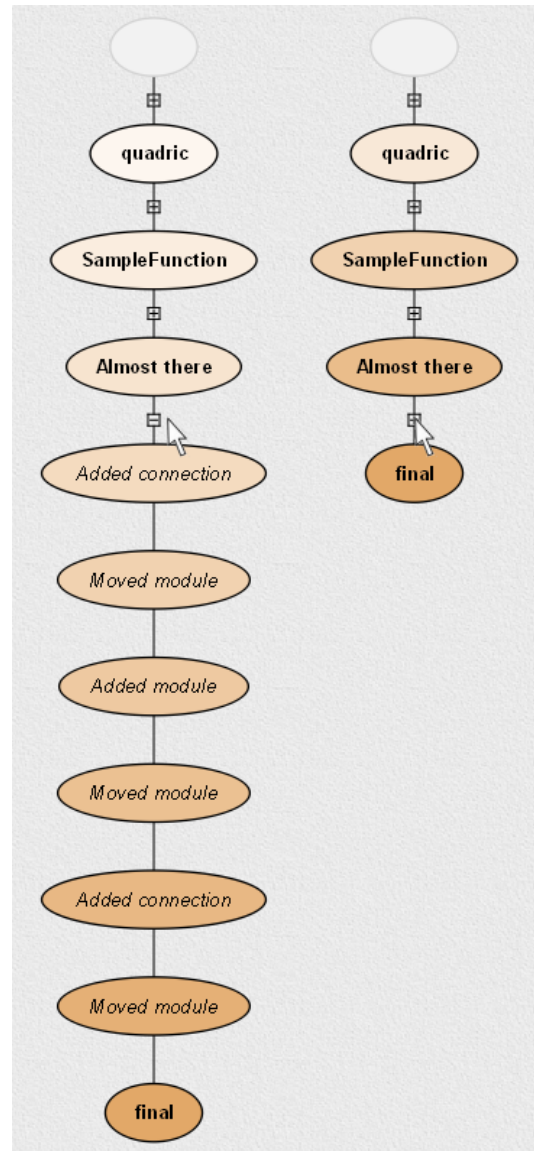 quadric
SampleFunction
Almost there
Added connection
Moved module
Added module
Moved module
Added connection
Moved module
final
quadric
SampleFunction
Almost there
final